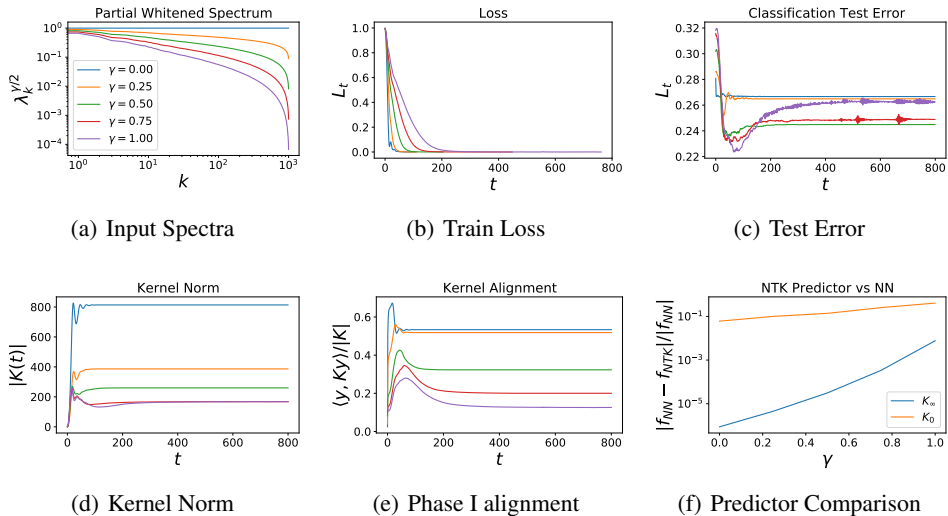 Partial Whitened Spectrum
λ_k^{γ/2}
10^0
10^{-1}
10^{-2}
10^{-3}
10^{-4}
γ = 0.00
γ = 0.25
γ = 0.50
γ = 0.75
γ = 1.00
10^0 10^1 10^2 10^3
k
(a) Input Spectra
Loss
L_t
1.0
0.8
0.6
0.4
0.2
0.0
0 200 400 600 800
t
(b) Train Loss
Classification Test Error
L_t
0.32
0.30
0.28
0.26
0.24
0.22
0 200 400 600 800
t
(c) Test Error
Kernel Norm
|K(t)|
800
600
400
200
0
0 200 400 600 800
t
(d) Kernel Norm
Kernel Alignment
⟨y, Ky⟩/|K|
0.6
0.4
0.2
0.0
0 200 400 600 800
t
(e) Phase I alignment
NTK Predictor vs NN
|f_{NN} − f_{NTK}|/|f_{NN}|
10^{-1}
10^{-3}
10^{-5}
K_∞
K_0
0.0 0.2 0.4 0.6 0.8 1.0
γ
(f) Predictor Comparison